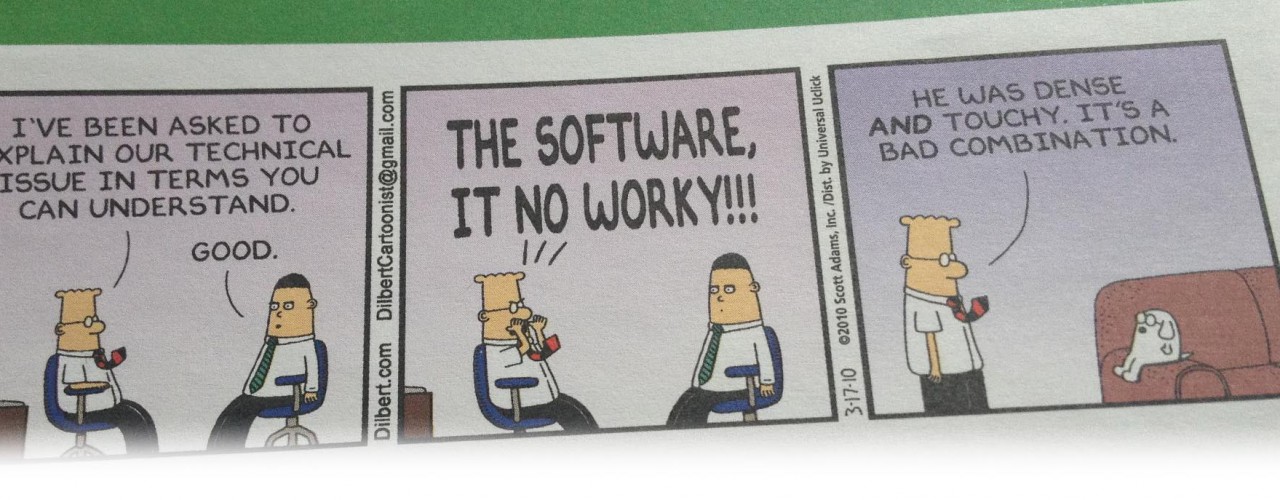 I'VE BEEN ASKED TO
XPLAIN OUR TECHNICAL
ISSUE IN TERMS YOU
CAN UNDERSTAND.
GOOD.
Dilbert.com DilbertCartoonist@gmail.com
THE SOFTWARE,
IT NO WORKY!!!
3-17-10 ©2010 Scott Adams, Inc. /Dist. by Universal Uclick
HE WAS DENSE
AND TOUCHY. IT'S A
BAD COMBINATION.